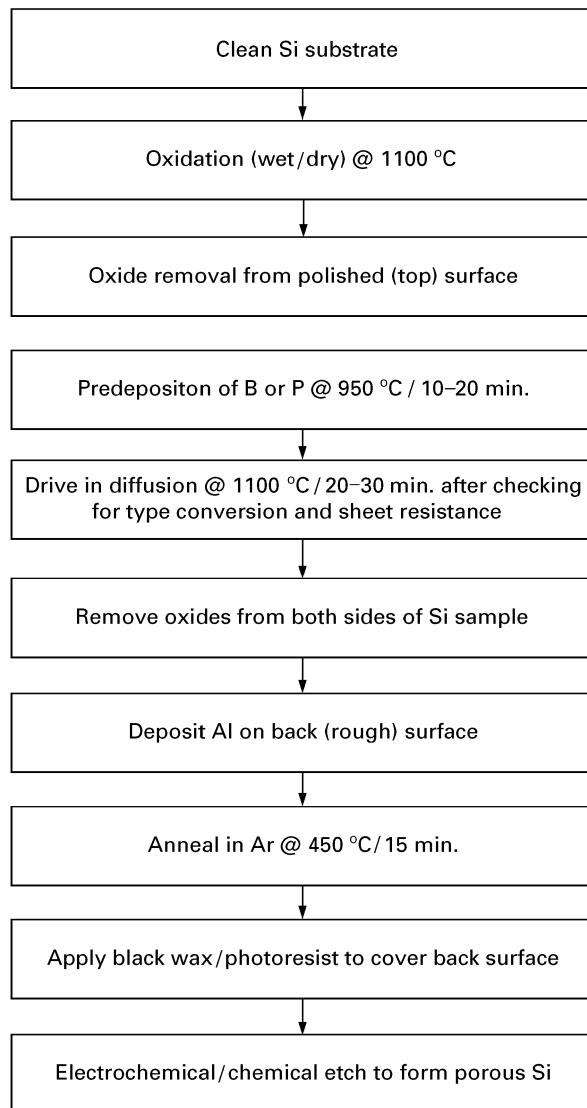 Clean Si substrate
Oxidation (wet/dry) @ 1100 °C
Oxide removal from polished (top) surface
Predepositon of B or P @ 950 °C / 10–20 min.
Drive in diffusion @ 1100 °C / 20–30 min. after checking
for type conversion and sheet resistance
Remove oxides from both sides of Si sample
Deposit Al on back (rough) surface
Anneal in Ar @ 450 °C/ 15 min.
Apply black wax/photoresist to cover back surface
Electrochemical/chemical etch to form porous Si